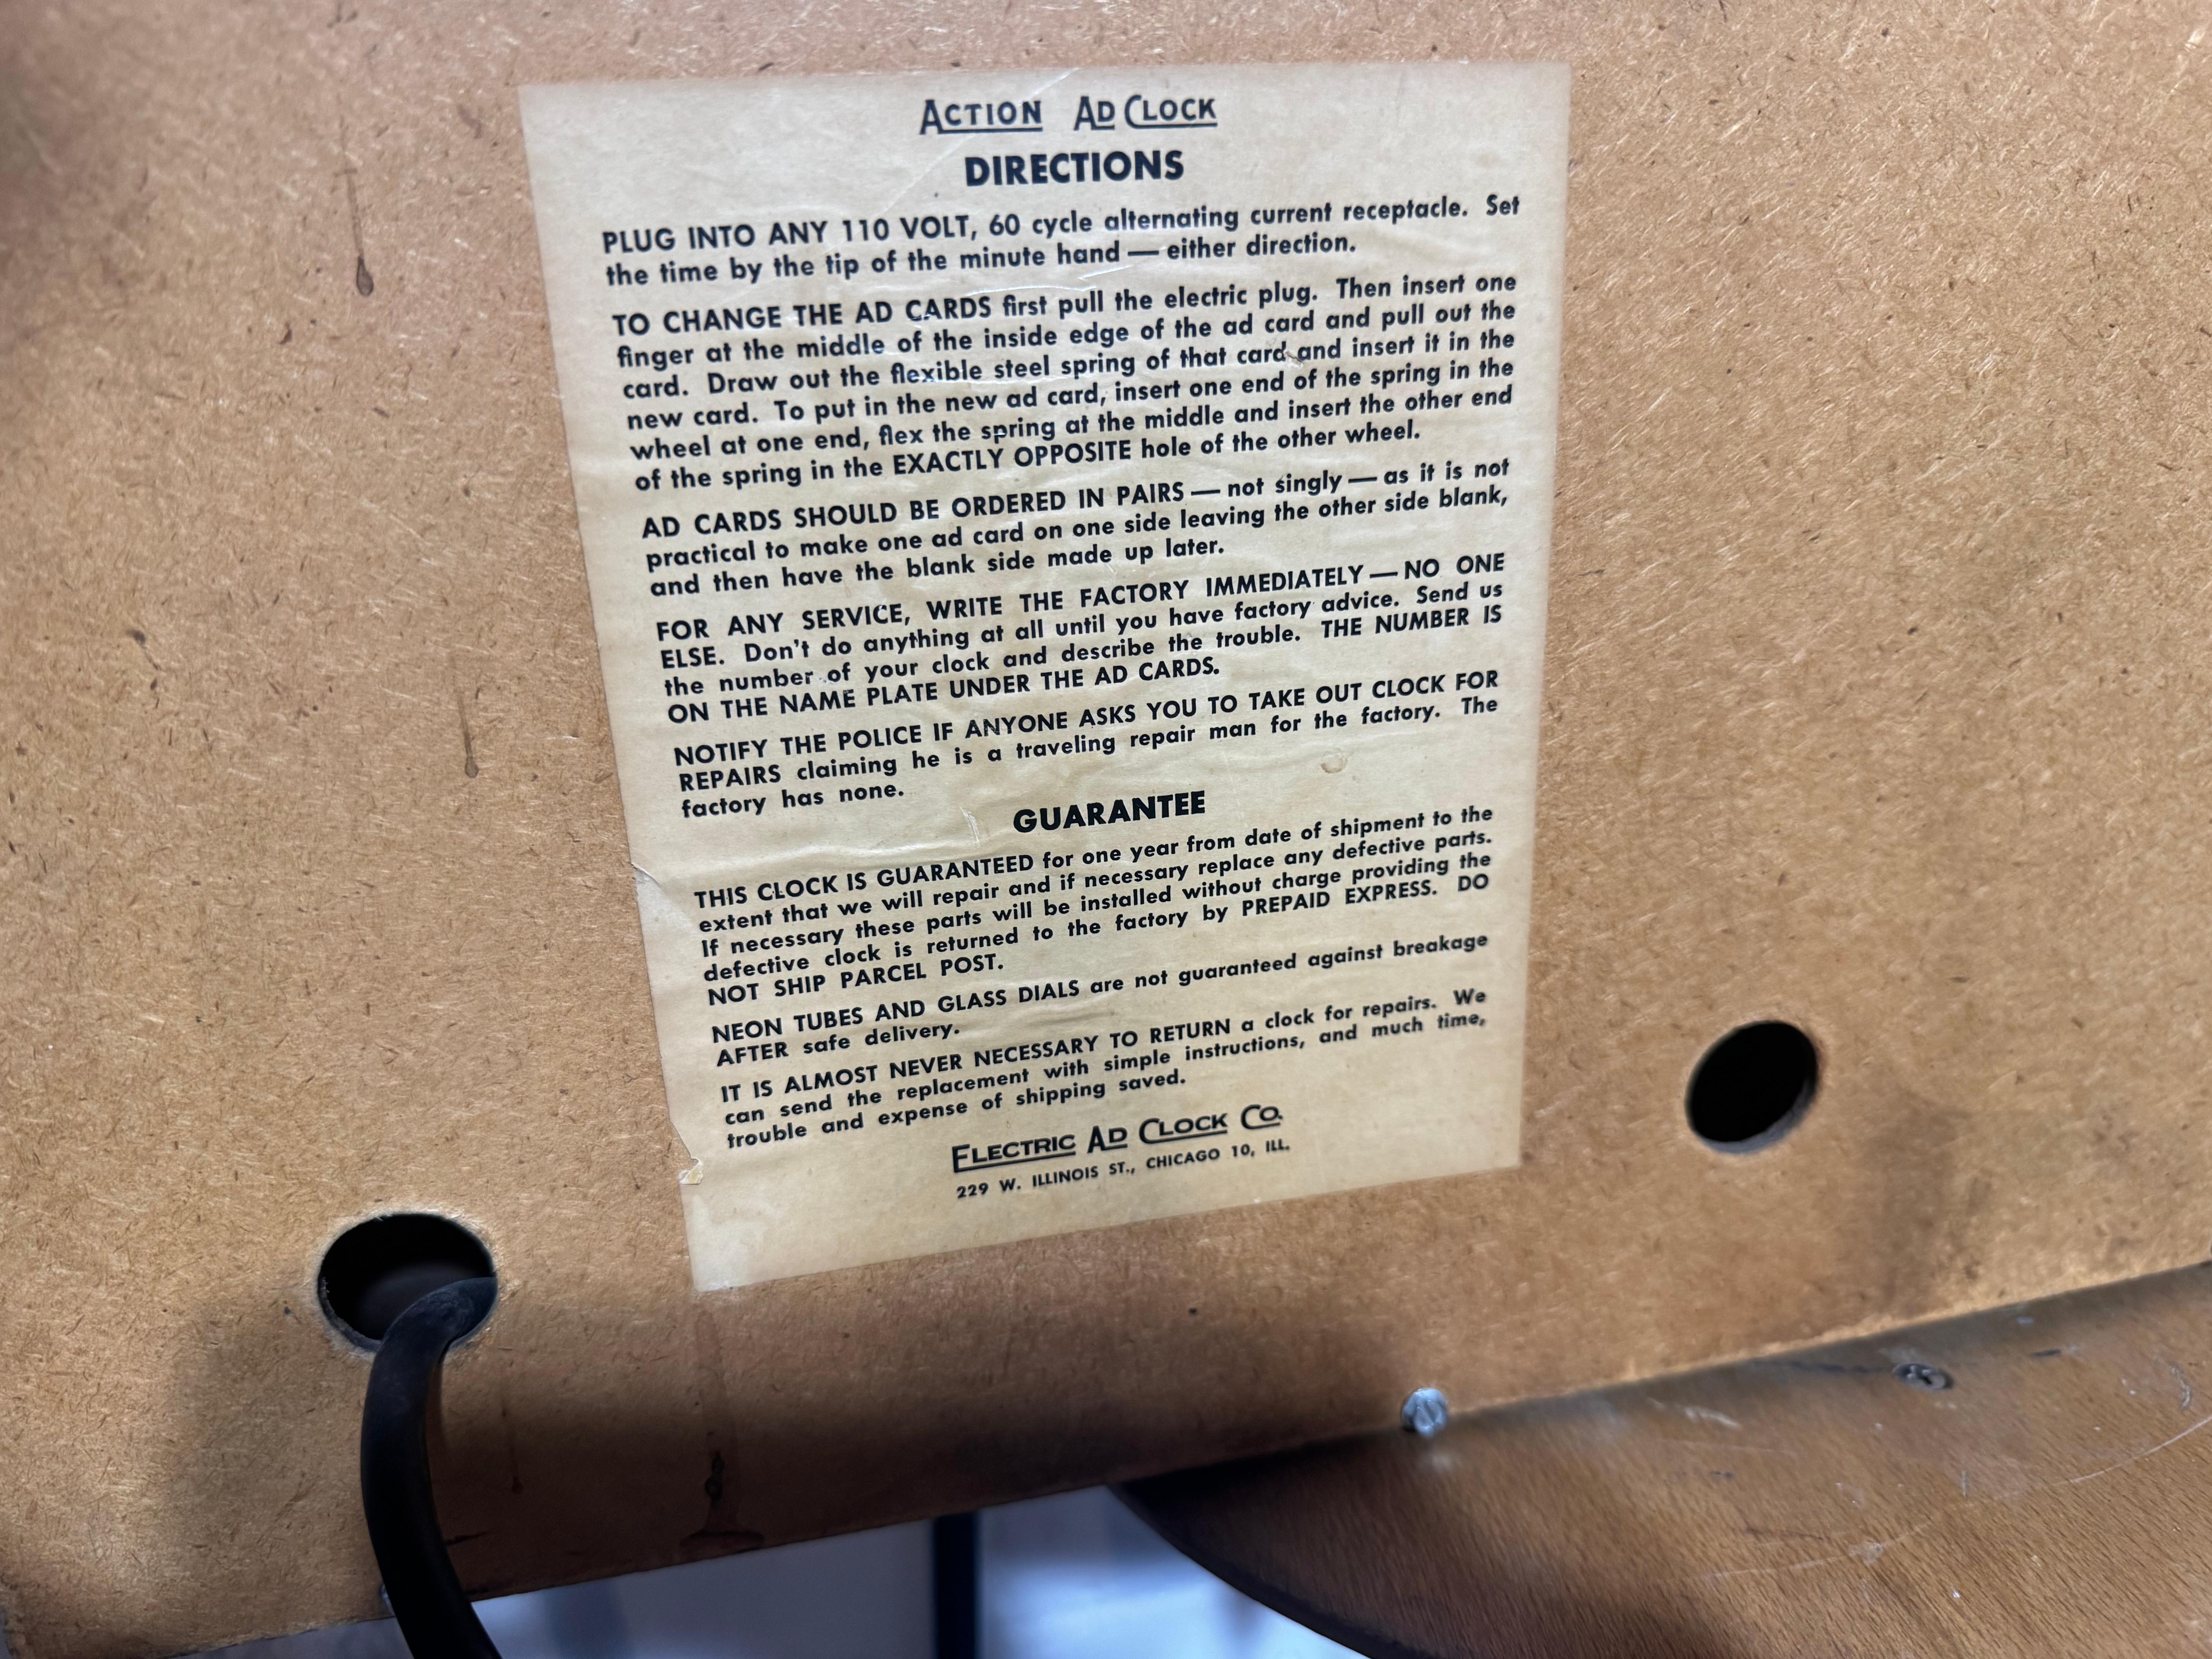 ACTION AD CLOCK
DIRECTIONS
PLUG INTO ANY 110 VOLT, 60 cycle alternating current receptacle. Set
the time by the tip of the minute hand — either direction.
TO CHANGE THE AD CARDS first pull the electric plug. Then insert one
finger at the middle of the inside edge of the ad card and pull out the
card. Draw out the flexible steel spring of that card and insert it in the
new card. To put in the new ad card, insert one end of the spring in the
wheel at one end, flex the spring at the middle and insert the other end
of the spring in the EXACTLY OPPOSITE hole of the other wheel.
AD CARDS SHOULD BE ORDERED IN PAIRS — not singly — as it is not
practical to make one ad card on one side leaving the other side blank,
and then have the blank side made up later.
FOR ANY SERVICE, WRITE THE FACTORY IMMEDIATELY — NO ONE
ELSE. Don't do anything at all until you have factory advice. Send us
the number of your clock and describe the trouble. THE NUMBER IS
ON THE NAME PLATE UNDER THE AD CARDS.
NOTIFY THE POLICE IF ANYONE ASKS YOU TO TAKE OUT CLOCK FOR
REPAIRS claiming he is a traveling repair man for the factory. The
factory has none.
GUARANTEE
THIS CLOCK IS GUARANTEED for one year from date of shipment to the
extent that we will repair and if necessary replace any defective parts.
If necessary these parts will be installed without charge providing the
defective clock is returned to the factory by PREPAID EXPRESS. DO
NOT SHIP PARCEL POST.
NEON TUBES AND GLASS DIALS are not guaranteed against breakage
AFTER safe delivery.
IT IS ALMOST NEVER NECESSARY TO RETURN a clock for repairs. We
can send the replacement with simple instructions, and much time,
trouble and expense of shipping saved.
ELECTRIC AD CLOCK CO.
229 W. ILLINOIS ST., CHICAGO 10, ILL.